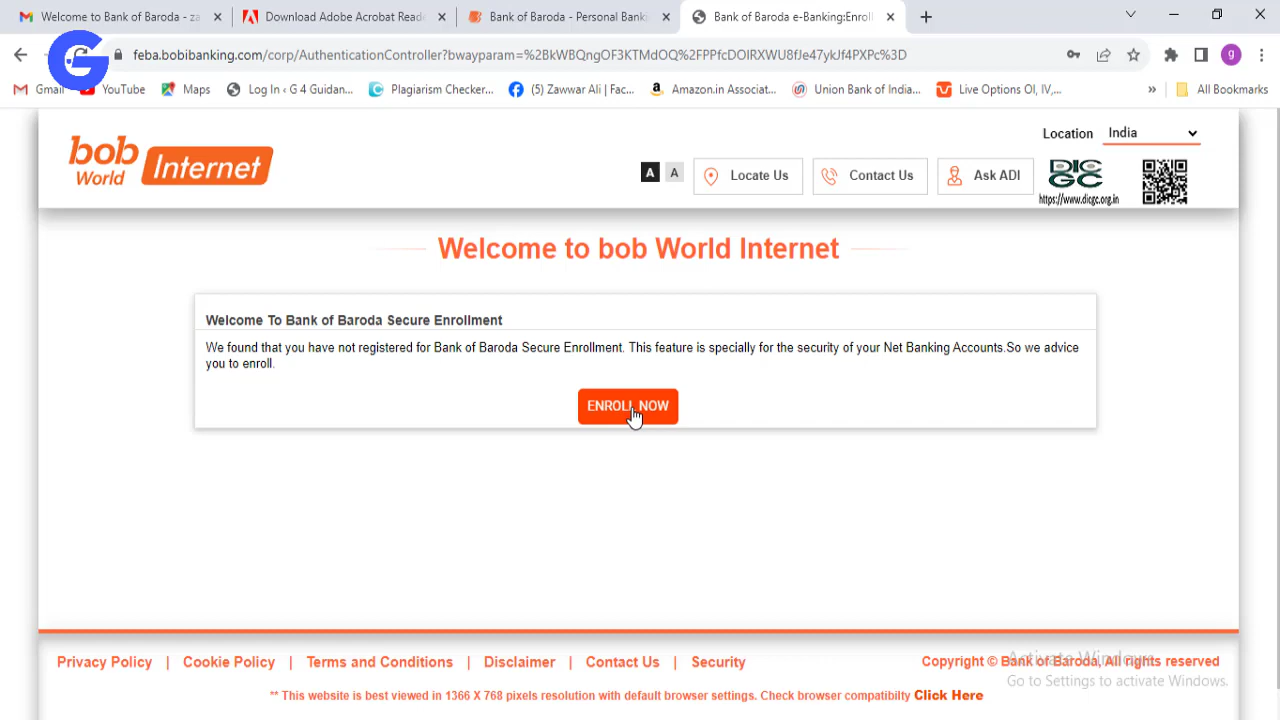 Welcome to Bank of Baroda - za
Download Adobe Acrobat Reade
Bank of Baroda - Personal Banki
Bank of Baroda e-Banking:Enroll
feba.bobibanking.com/corp/AuthenticationController?bwayparam=%2BkWBQngOF3KTMdOQ%2FPPfcDOIRXWU8fJe47ykJf4PXPc%3D
g
Gmail
YouTube
Maps
Log In ‹ G 4 Guidan...
Plagiarism Checker...
(5) Zawwar Ali | Fac...
Amazon.in Associat...
Union Bank of India...
Live Options OI, IV,...
»
All Bookmarks
G
Location
India
bob
World
Internet
A
A
Locate Us
Contact Us
Ask ADI
DICGC
https://www.dicgc.org.in
Welcome to bob World Internet
Welcome To Bank of Baroda Secure Enrollment
We found that you have not registered for Bank of Baroda Secure Enrollment. This feature is specially for the security of your Net Banking Accounts.So we advice
you to enroll.
ENROLL NOW
Privacy Policy | Cookie Policy | Terms and Conditions | Disclaimer | Contact Us | Security
Copyright © Bank of Baroda, All rights reserved
Activate Windows
Go to Settings to activate Windows.
** This website is best viewed in 1366 X 768 pixels resolution with default browser settings. Check browser compatibilty Click Here